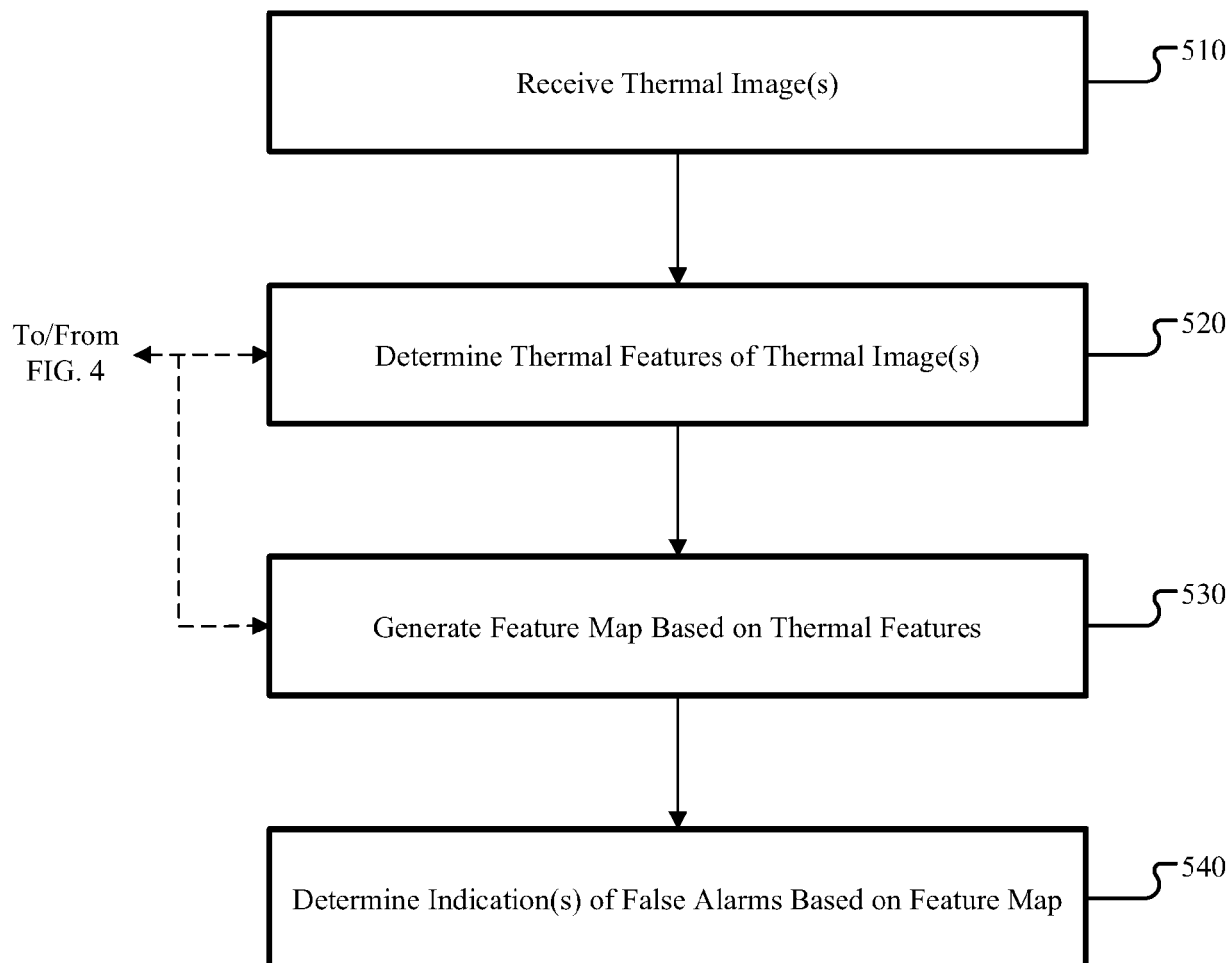 Receive Thermal Image(s)
510
To/From
FIG. 4
Determine Thermal Features of Thermal Image(s)
520
Generate Feature Map Based on Thermal Features
530
Determine Indication(s) of False Alarms Based on Feature Map
540